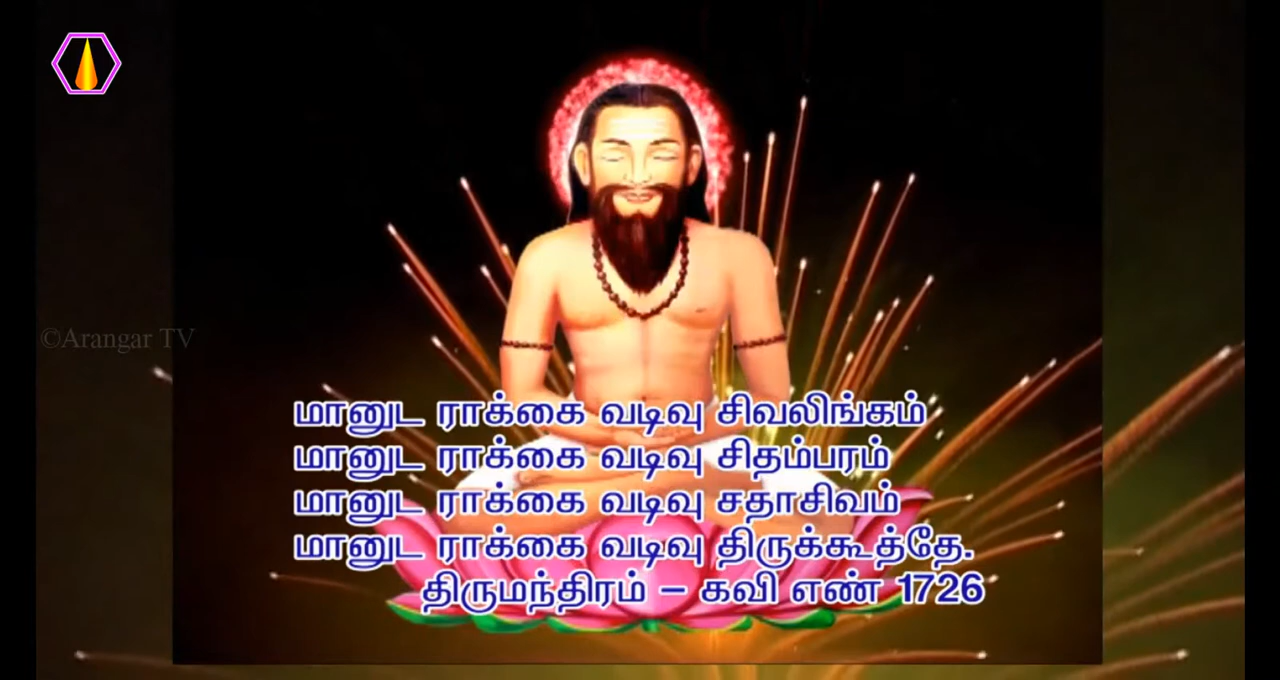 ©Arangar TV
மானுட ராக்கை வடிவு சிவலிங்கம்
மானுட ராக்கை வடிவு சிதம்பரம்
மானுட ராக்கை வடிவு சதாசிவம்
மானுட ராக்கை வடிவு திருக்கூத்தே.
திருமந்திரம் – கவி எண் 1726